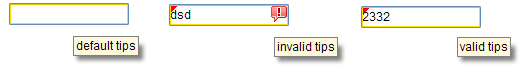 dsd
2332
default tips
invalid tips
valid tips